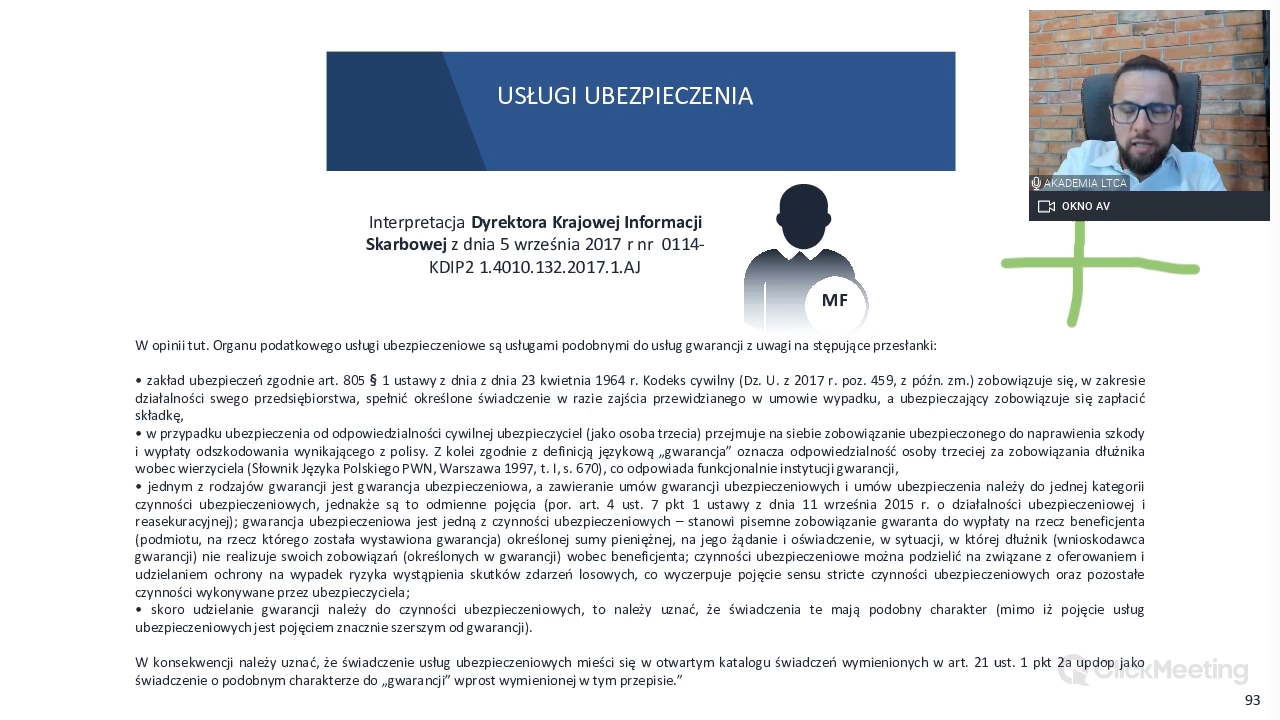 USŁUGI UBEZPIECZENIA
AKADEMIA LTCA
OKNO AV
Interpretacja Dyrektora Krajowej Informacji
Skarbowej z dnia 5 września 2017 r nr 0114-
KDIP2 1.4010.132.2017.1.AJ
MF
W opinii tut. Organu podatkowego usługi ubezpieczeniowe są usługami podobnymi do usług gwarancji z uwagi na stępujące przesłanki:
• zakład ubezpieczeń zgodnie art. 805 § 1 ustawy z dnia z dnia 23 kwietnia 1964 r. Kodeks cywilny (Dz. U. z 2017 r. poz. 459, z późn. zm.) zobowiązuje się, w zakresie
działalności swego przedsiębiorstwa, spełnić określone świadczenie w razie zajścia przewidzianego w umowie wypadku, a ubezpieczający zobowiązuje się zapłacić
składkę,
• w przypadku ubezpieczenia od odpowiedzialności cywilnej ubezpieczyciel (jako osoba trzecia) przejmuje na siebie zobowiązanie ubezpieczonego do naprawienia szkody
i wypłaty odszkodowania wynikającego z polisy. Z kolei zgodnie z definicją językową „gwarancja” oznacza odpowiedzialność osoby trzeciej za zobowiązania dłużnika
wobec wierzyciela (Słownik Języka Polskiego PWN, Warszawa 1997, t. I, s. 670), co odpowiada funkcjonalnie instytucji gwarancji,
• jednym z rodzajów gwarancji jest gwarancja ubezpieczeniowa, a zawieranie umów gwarancji ubezpieczeniowych i umów ubezpieczenia należy do jednej kategorii
czynności ubezpieczeniowych, jednakże są to odmienne pojęcia (por. art. 4 ust. 7 pkt 1 ustawy z dnia 11 września 2015 r. o działalności ubezpieczeniowej i
reasekuracyjnej); gwarancja ubezpieczeniowa jest jedną z czynności ubezpieczeniowych – stanowi pisemne zobowiązanie gwaranta do wypłaty na rzecz beneficjenta
(podmiotu, na rzecz którego została wystawiona gwarancja) określonej sumy pieniężnej, na jego żądanie i oświadczenie, w sytuacji, w której dłużnik (wnioskodawca
gwarancji) nie realizuje swoich zobowiązań (określonych w gwarancji) wobec beneficjenta; czynności ubezpieczeniowe można podzielić na związane z oferowaniem i
udzielaniem ochrony na wypadek ryzyka wystąpienia skutków zdarzeń losowych, co wyczerpuje pojęcie sensu stricte czynności ubezpieczeniowych oraz pozostałe
czynności wykonywane przez ubezpieczyciela;
• skoro udzielanie gwarancji należy do czynności ubezpieczeniowych, to należy uznać, że świadczenia te mają podobny charakter (mimo iż pojęcie usług
ubezpieczeniowych jest pojęciem znacznie szerszym od gwarancji).
W konsekwencji należy uznać, że świadczenie usług ubezpieczeniowych mieści się w otwartym katalogu świadczeń wymienionych w art. 21 ust. 1 pkt 2a updop jako
świadczenie o podobnym charakterze do „gwarancji” wprost wymienionej w tym przepisie.”
ClickMeeting
93